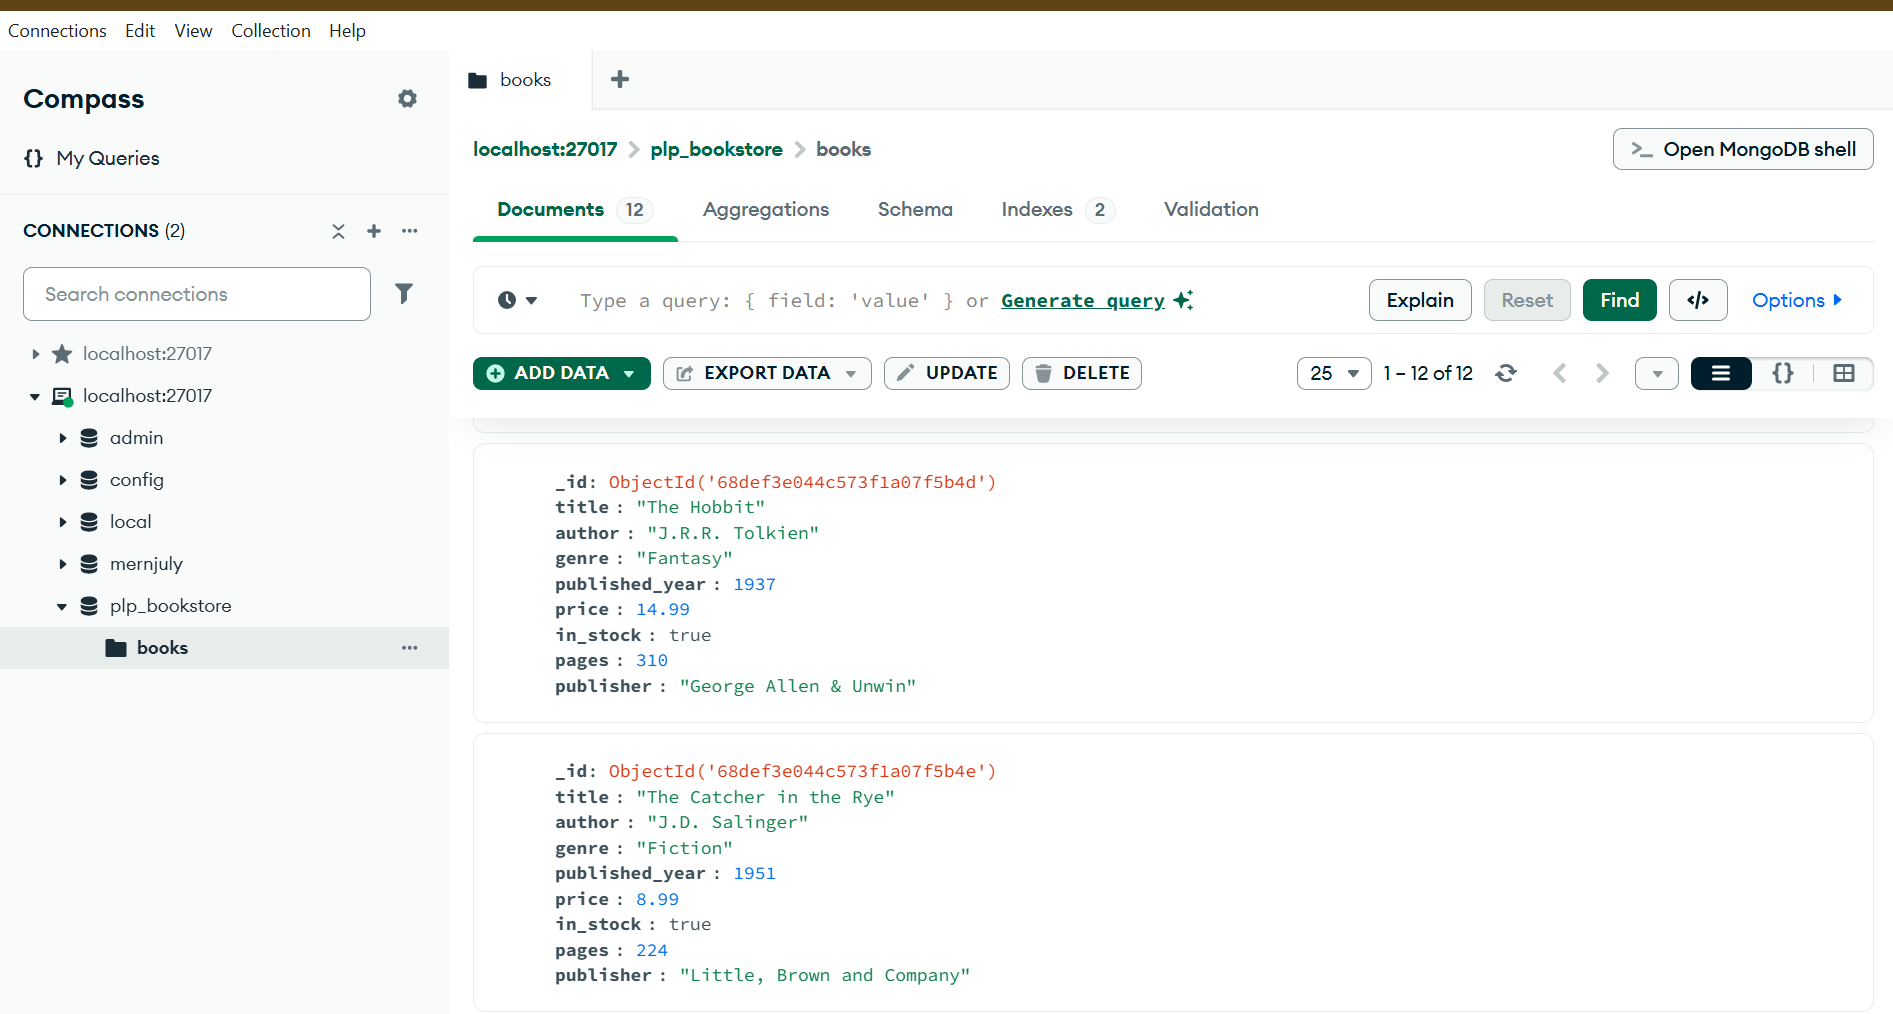 Connections Edit View Collection Help
Compass
{} My Queries
CONNECTIONS (2)
Search connections
localhost:27017
localhost:27017
admin
config
local
mernjuly
plp_bookstore
books
books
localhost:27017 > plp_bookstore > books
>_ Open MongoDB shell
Documents 12 Aggregations Schema Indexes 2 Validation
Type a query: { field: 'value' } or Generate query
Explain Reset Find </> Options
ADD DATA EXPORT DATA UPDATE DELETE 25 1 – 12 of 12 {}
_id: ObjectId('68def3e044c573f1a07f5b4d')
title : "The Hobbit"
author : "J.R.R. Tolkien"
genre : "Fantasy"
published_year : 1937
price : 14.99
in_stock : true
pages : 310
publisher : "George Allen & Unwin"
_id: ObjectId('68def3e044c573f1a07f5b4e')
title : "The Catcher in the Rye"
author : "J.D. Salinger"
genre : "Fiction"
published_year : 1951
price : 8.99
in_stock : true
pages : 224
publisher : "Little, Brown and Company"